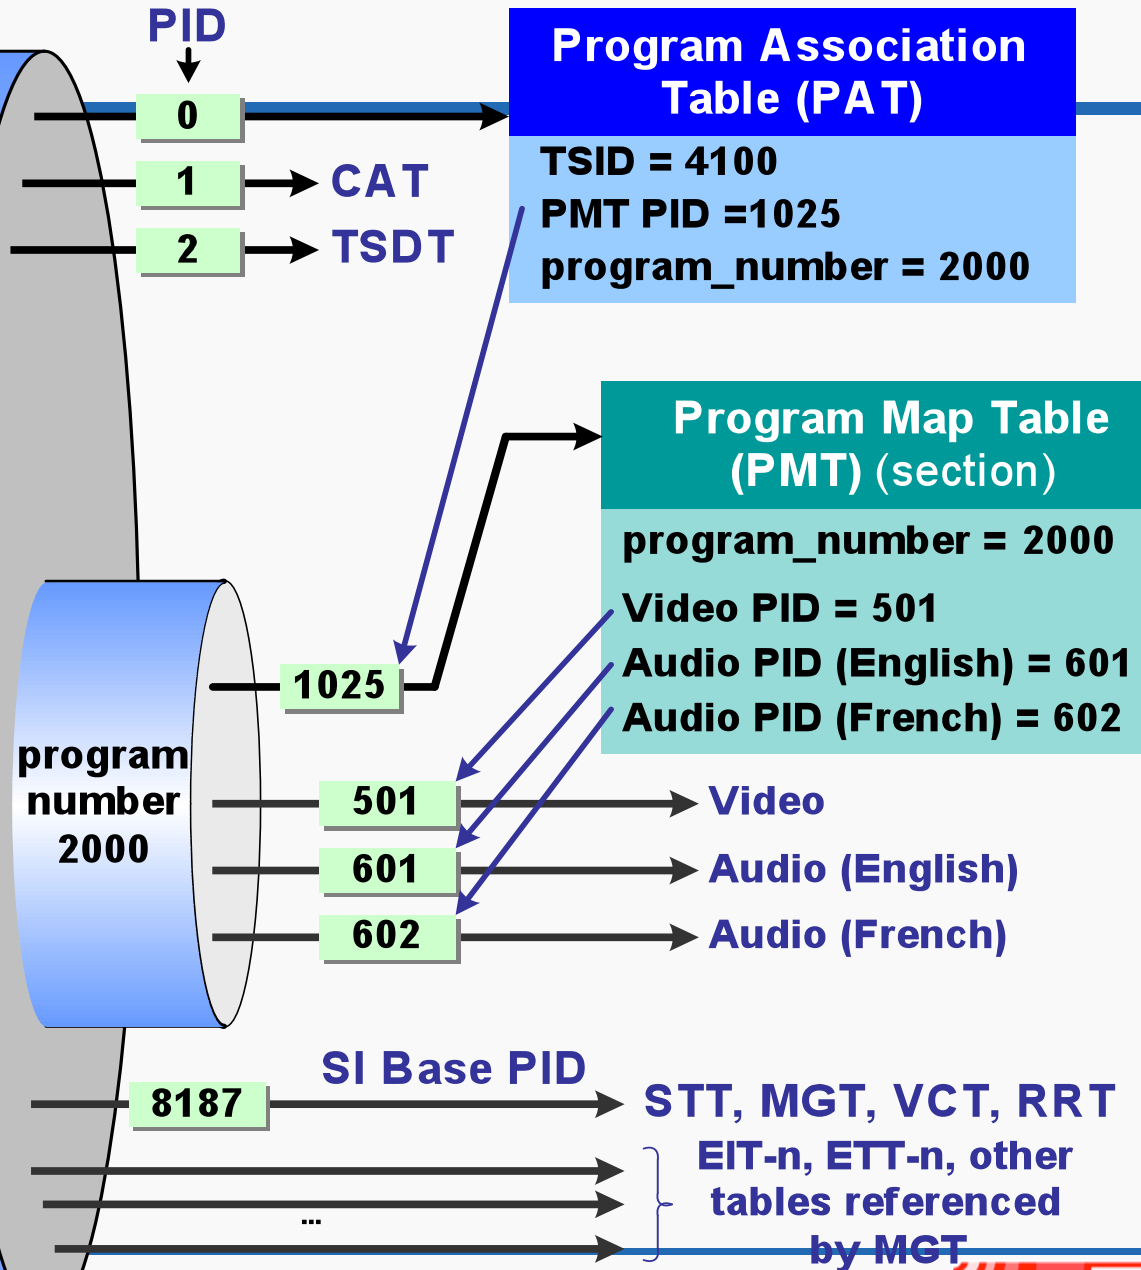 PID
0
Program Association
Table (PAT)
TSID = 4100
PMT PID =1025
program_number = 2000
1
CAT
2
TSDT
Program Map Table
(PMT) (section)
program_number = 2000
Video PID = 501
Audio PID (English) = 601
Audio PID (French) = 602
1025
program
number
2000
501
Video
601
Audio (English)
602
Audio (French)
SI Base PID
8187
STT, MGT, VCT, RRT
EIT-n, ETT-n, other
tables referenced
by MGT
...